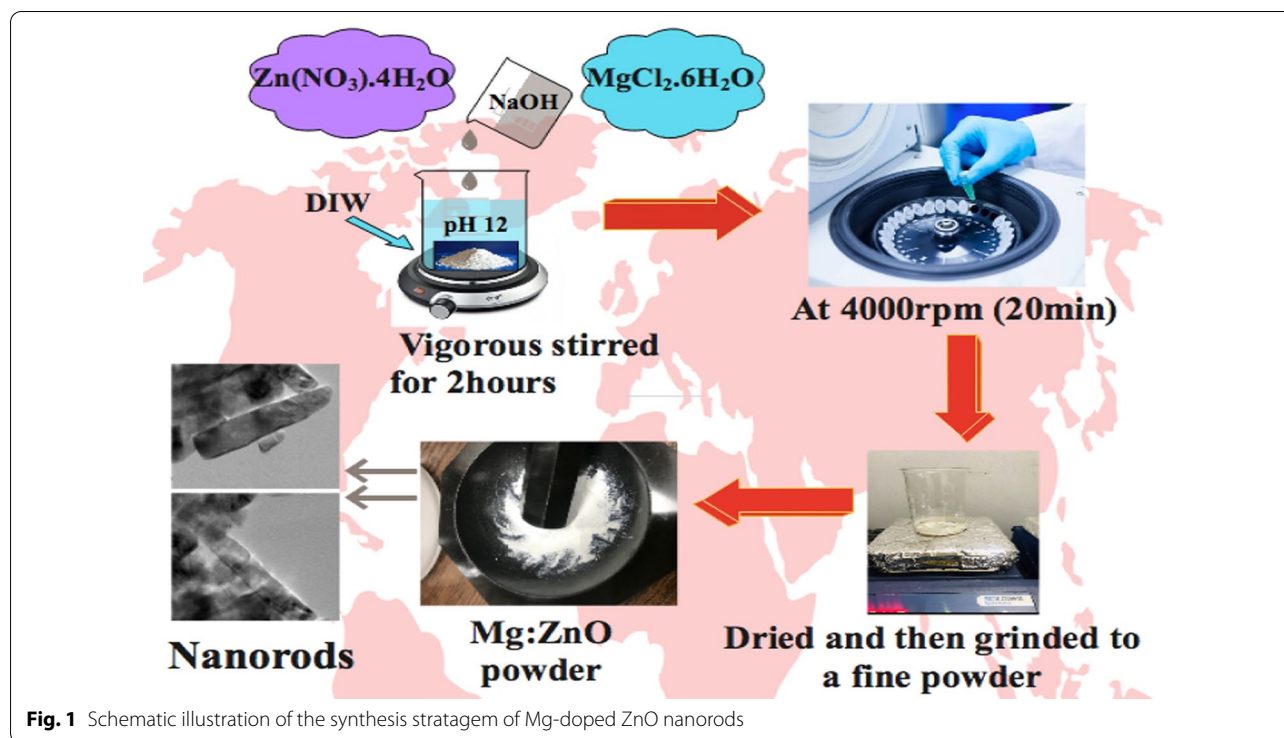 Zn(NO₃).4H₂O
NaOH
MgCl₂.6H₂O
DIW
pH 12
Vigorous stirred
for 2hours
At 4000rpm (20min)
Dried and then grinded to
a fine powder
Mg:ZnO
powder
Nanorods
Fig. 1 Schematic illustration of the synthesis stratagem of Mg-doped ZnO nanorods